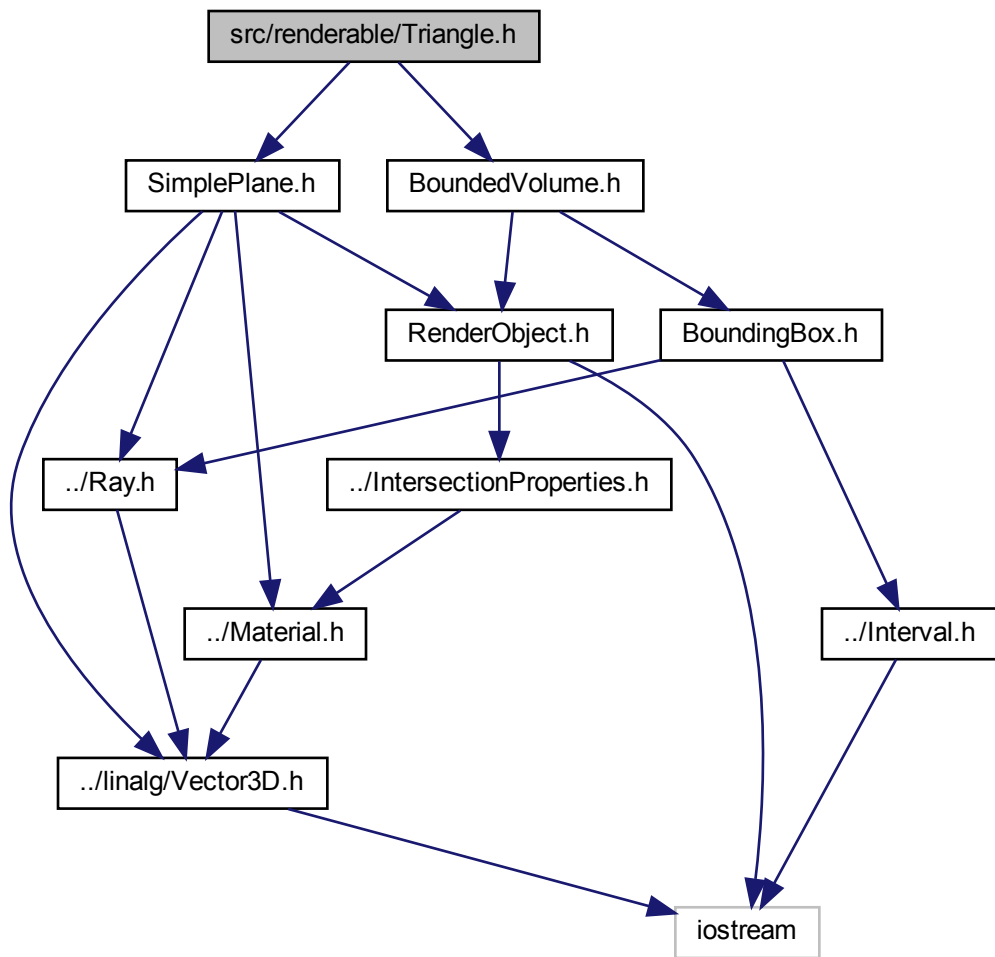 src/renderable/Triangle.h
SimplePlane.h
BoundedVolume.h
RenderObject.h
BoundingBox.h
../Ray.h
../IntersectionProperties.h
../Material.h
../Interval.h
../linalg/Vector3D.h
iostream